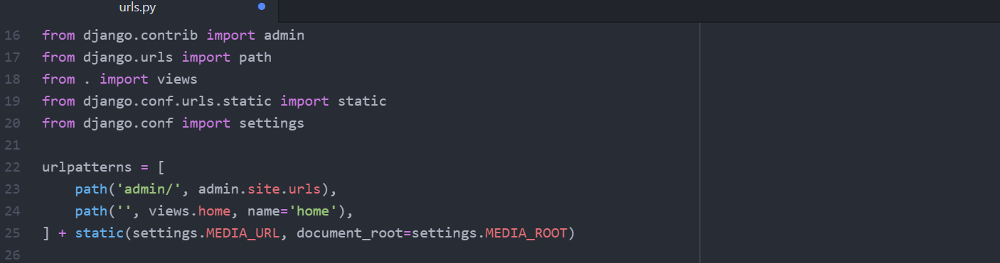 urls.py
16 from django.contrib import admin
17 from django.urls import path
18 from . import views
19 from django.conf.urls.static import static
20 from django.conf import settings
21
22 urlpatterns = [
23     path('admin/', admin.site.urls),
24     path('', views.home, name='home'),
25 ] + static(settings.MEDIA_URL, document_root=settings.MEDIA_ROOT)
26